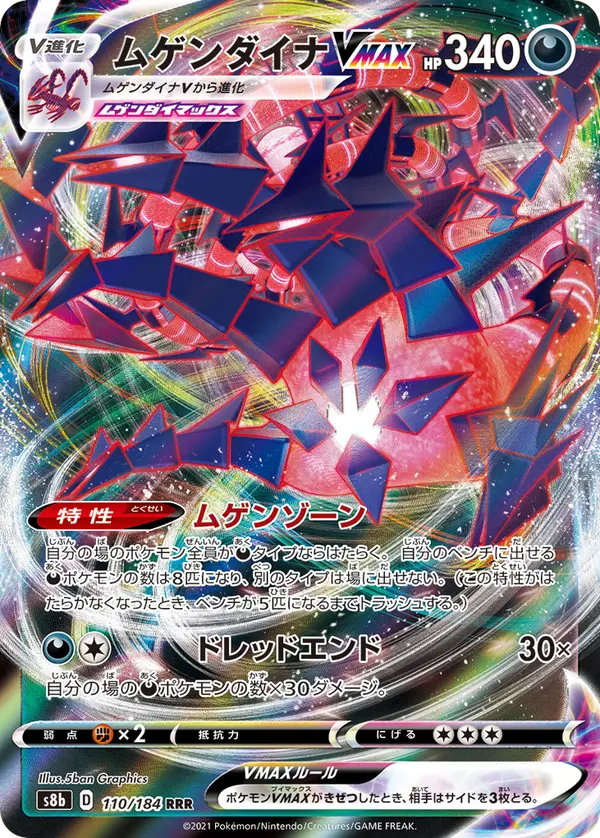 V進化
ムゲンダイナVMAX HP340
ムゲンダイナVから進化
ムゲンダイマックス
特性 とくせい ムゲンゾーン
自分の場のポケモン全員が悪タイプならはたらく。自分のベンチに出せる
悪ポケモンの数は8匹になり、別のタイプは場に出せない。(この特性が
はたらかなくなったとき、ベンチが5匹になるまでトラッシュする。)
ドレッドエンド 30×
自分の場の悪ポケモンの数×30ダメージ。
弱点 ×2 抵抗力 にげる
Illus.5ban Graphics
VMAXルール
s8b D 110/184 RRR
ポケモンVMAXがきぜつしたとき、相手はサイドを3枚とる。
©2021 Pokémon/Nintendo/Creatures/GAME FREAK.